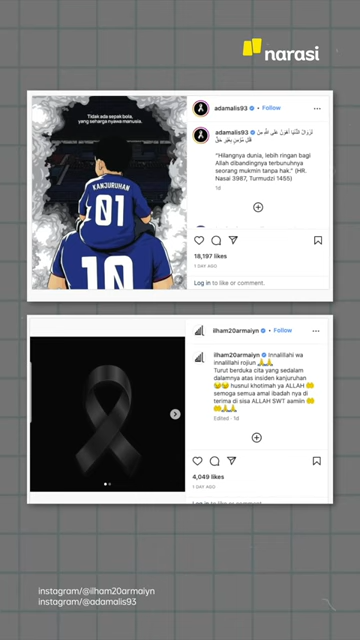 narasi
Tidak ada sepak bola,
yang seharga nyawa manusia.
KANJURUHAN
01
10
adamalis93 • Follow
adamalis93 لَزَوَالُ الدُّنْيَا أَهْوَنُ عَلَى اللَّهِ مِنْ
قَتْلِ مُؤْمِنٍ بِغَيْرِ حَقٍّ
"Hilangnya dunia, lebih ringan bagi
Allah dibandingnya terbunuhnya
seorang mukmin tanpa hak." (HR.
Nasai 3987, Turmudzi 1455)
1d
18,197 likes
1 DAY AGO
Log in to like or comment.
ilham20armaiyn • Follow
ilham20armaiyn Innalillahi wa
innalillahi rojiun 🙏🙏
Turut berduka cita yang sedalam
dalamnya atas insiden kanjuruhan
😢😢 husnul khotimah ya ALLAH 🤲
semoga semua amal ibadah nya di
terima di sisa ALLAH SWT aamiin 🤲
🤲🙏🙏
Edited • 1d
4,049 likes
1 DAY AGO
instagram/@ilham20armaiyn
instagram/@adamalis93